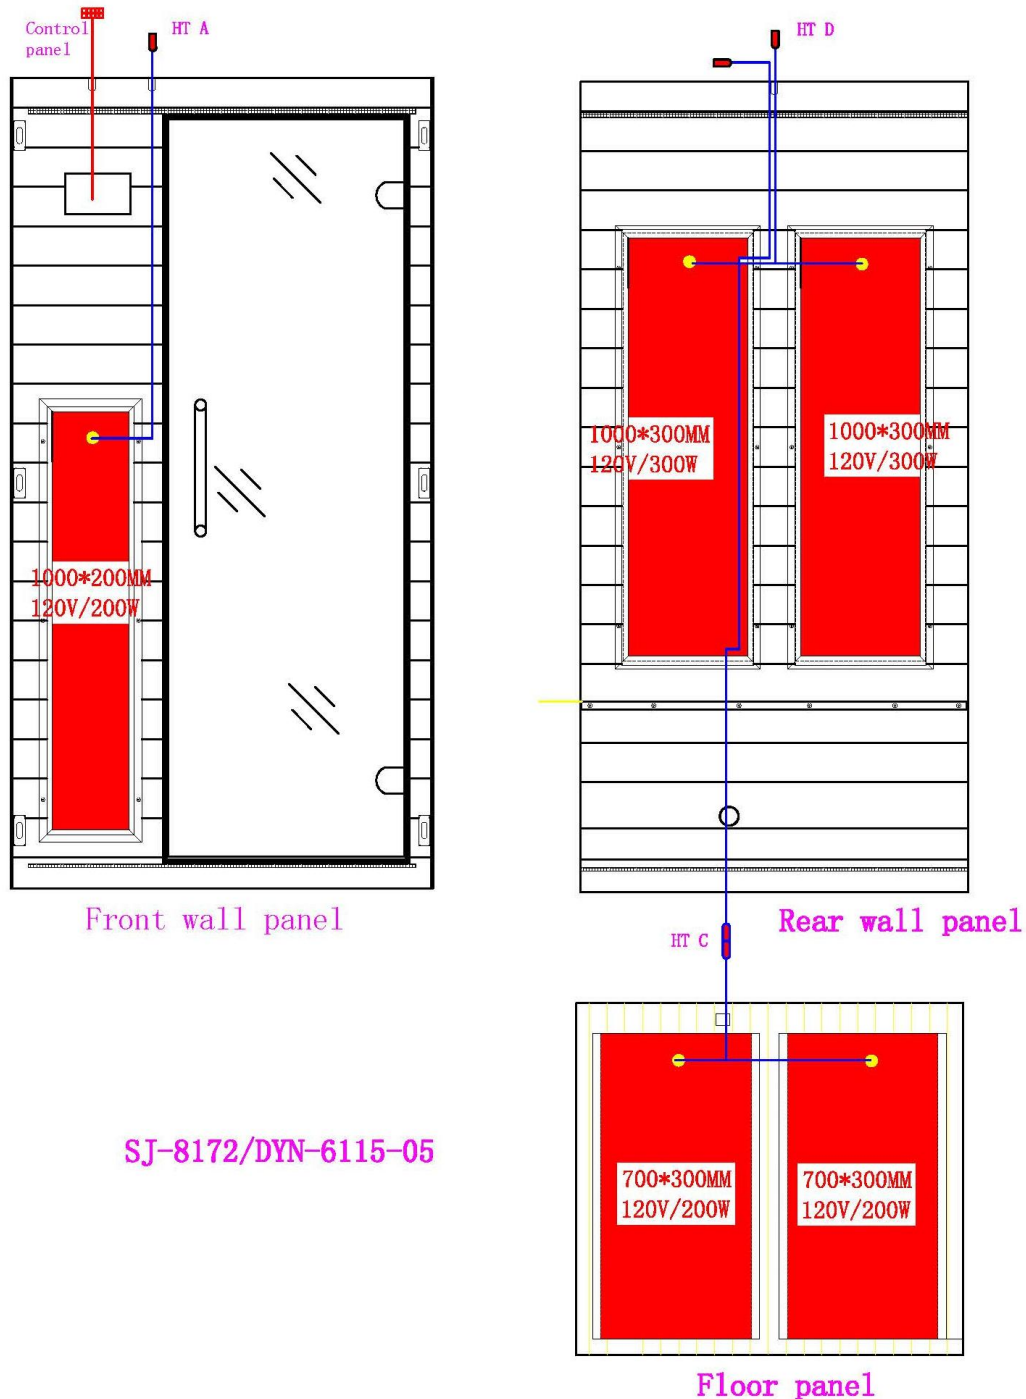 Control
panel
HT A
HT D
1000*300MM
120V/300W
1000*300MM
120V/300W
1000*200MM
120V/200W
Front wall panel
Rear wall panel
HT C
SJ-8172/DYN-6115-05
700*300MM
120V/200W
700*300MM
120V/200W
Floor panel